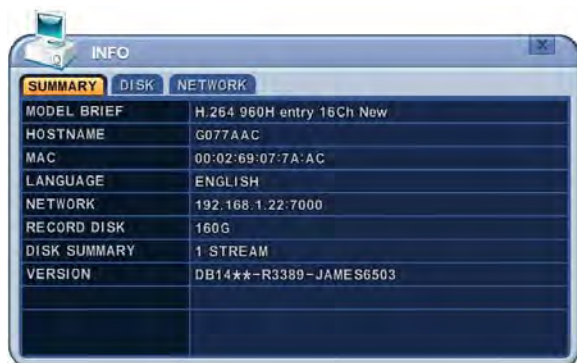 INFO
X
SUMMARY DISK NETWORK
MODEL BRIEF H.264 960H entry 16Ch New
HOSTNAME G077AAC
MAC 00:02:69:07:7A:AC
LANGUAGE ENGLISH
NETWORK 192.168.1.22:7000
RECORD DISK 160G
DISK SUMMARY 1 STREAM
VERSION DB14**-R3389-JAMES6503